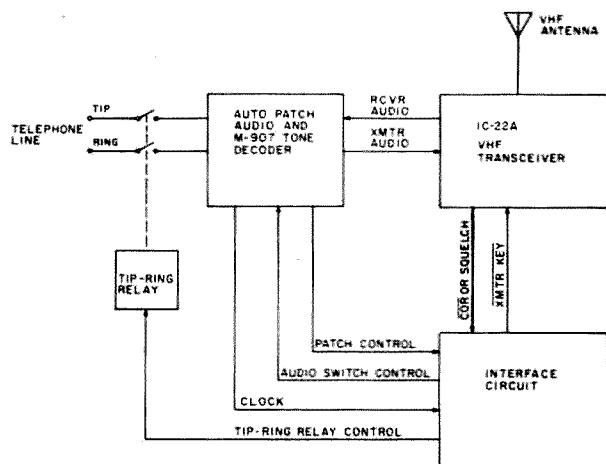 VHF
ANTENNA
TIP
TELEPHONE
LINE
RING
AUTO PATCH
AUDIO AND
M-907 TONE
DECODER
RCVR
AUDIO
XMTR
AUDIO
IC-22A
VHF
TRANSCEIVER
TIP-RING
RELAY
COR OR SQUELCH
XMTR KEY
PATCH CONTROL
AUDIO SWITCH CONTROL
CLOCK
TIP-RING RELAY CONTROL
INTERFACE
CIRCUIT